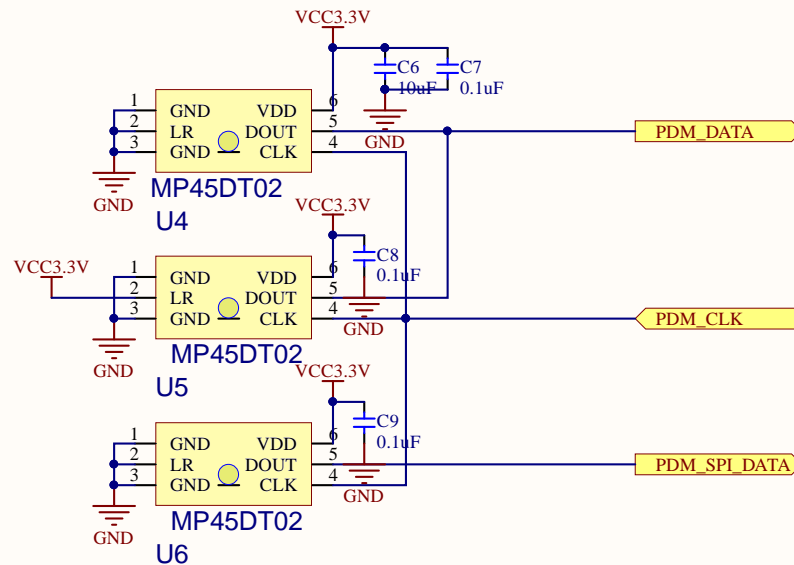 VCC3.3V
C6
10uF
C7
0.1uF
GND
1 GND VDD 6
2 LR DOUT 5
3 GND CLK 4
GND
MP45DT02
U4
PDM_DATA
VCC3.3V
C8
0.1uF
GND
VCC3.3V
1 GND VDD 6
2 LR DOUT 5
3 GND CLK 4
GND
MP45DT02
U5
PDM_CLK
VCC3.3V
C9
0.1uF
GND
1 GND VDD 6
2 LR DOUT 5
3 GND CLK 4
GND
MP45DT02
U6
PDM_SPI_DATA